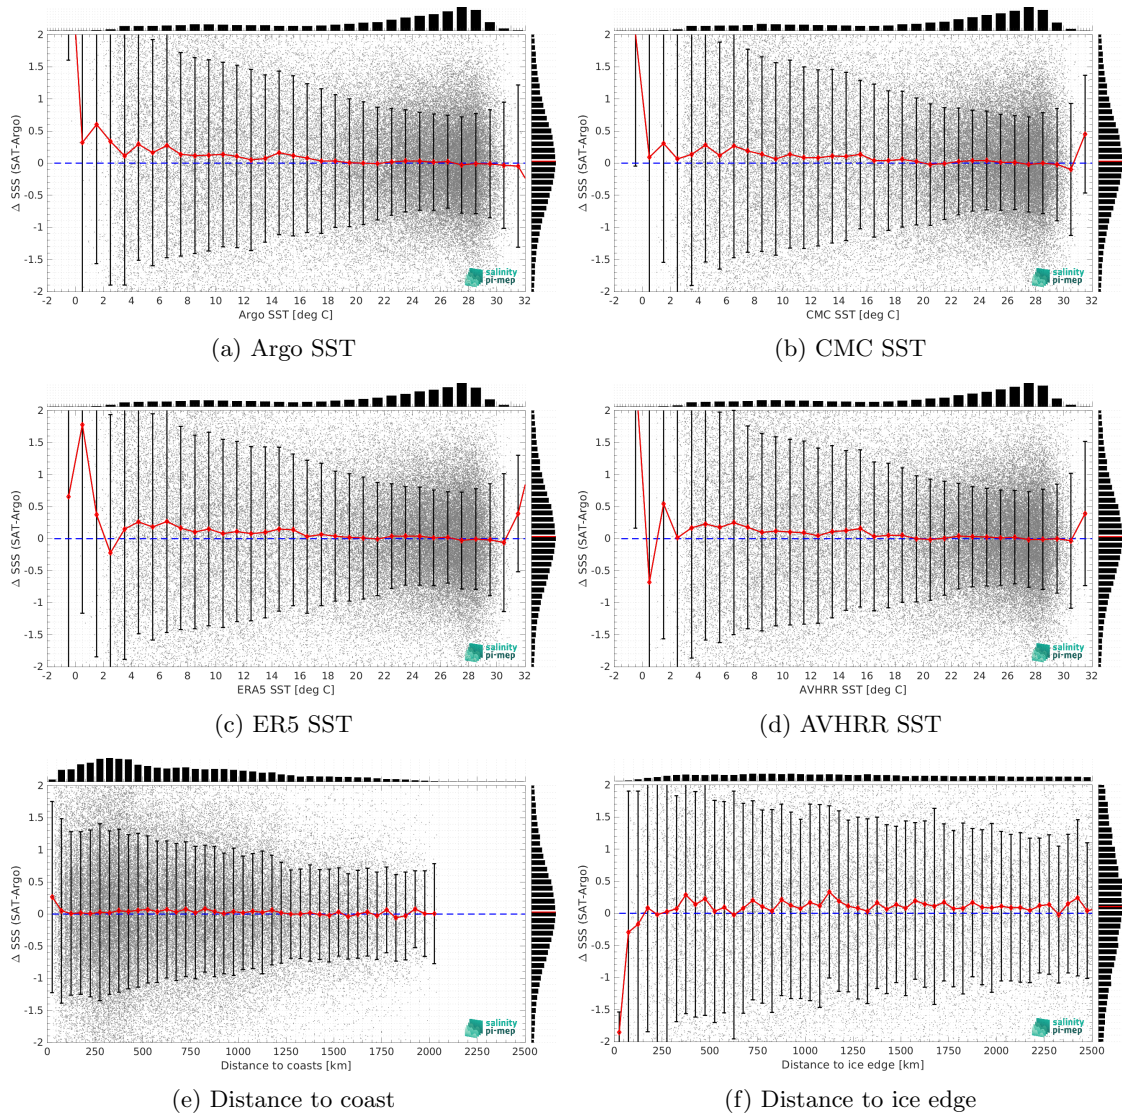 2
1.5
1
0.5
0
-0.5
-1
-1.5
-2
Δ SSS (SAT-Argo)
salinity
pi-mep
-2 0 2 4 6 8 10 12 14 16 18 20 22 24 26 28 30 32
Argo SST [deg C]
(a) Argo SST
2
1.5
1
0.5
0
-0.5
-1
-1.5
-2
Δ SSS (SAT-Argo)
salinity
pi-mep
-2 0 2 4 6 8 10 12 14 16 18 20 22 24 26 28 30 32
CMC SST [deg C]
(b) CMC SST
2
1.5
1
0.5
0
-0.5
-1
-1.5
-2
Δ SSS (SAT-Argo)
salinity
pi-mep
-2 0 2 4 6 8 10 12 14 16 18 20 22 24 26 28 30 32
ERA5 SST [deg C]
(c) ER5 SST
2
1.5
1
0.5
0
-0.5
-1
-1.5
-2
Δ SSS (SAT-Argo)
salinity
pi-mep
-2 0 2 4 6 8 10 12 14 16 18 20 22 24 26 28 30 32
AVHRR SST [deg C]
(d) AVHRR SST
2
1.5
1
0.5
0
-0.5
-1
-1.5
-2
Δ SSS (SAT-Argo)
salinity
pi-mep
0 250 500 750 1000 1250 1500 1750 2000 2250 2500
Distance to coasts [km]
(e) Distance to coast
2
1.5
1
0.5
0
-0.5
-1
-1.5
-2
Δ SSS (SAT-Argo)
salinity
pi-mep
0 250 500 750 1000 1250 1500 1750 2000 2250 2500
Distance to ice edge [km]
(f) Distance to ice edge